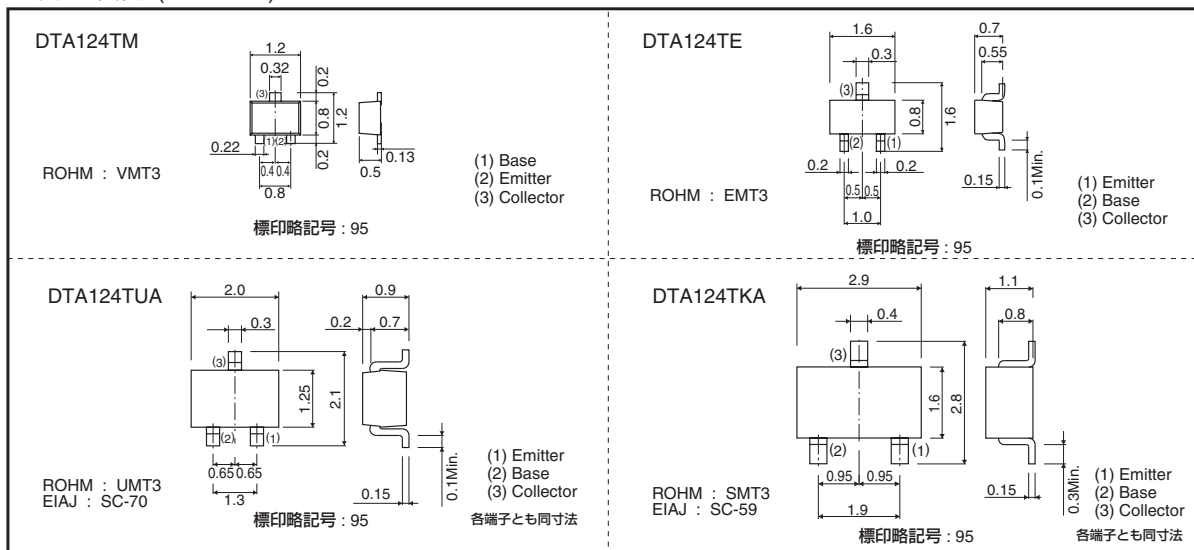 DTA124TM
1.2
0.32
0.2
(3)
0.8
1.2
(1) (2)
0.22
0.4 0.4
0.2
0.13
0.5
0.8
ROHM : VMT3
(1) Base
(2) Emitter
(3) Collector
標印略記号 : 95
DTA124TE
1.6
0.3
0.7
0.55
(3)
0.8
1.6
(2)
(1)
0.2
0.2
0.5 0.5
1.0
0.15
0.1Min.
ROHM : EMT3
(1) Emitter
(2) Base
(3) Collector
標印略記号 : 95
DTA124TUA
2.0
0.3
0.9
0.2
0.7
(3)
1.25
2.1
(2)
(1)
0.65 0.65
1.3
0.15
0.1Min.
ROHM : UMT3
EIAJ : SC-70
(1) Emitter
(2) Base
(3) Collector
標印略記号 : 95
各端子とも同寸法
DTA124TKA
2.9
0.4
1.1
0.8
(3)
1.6
2.8
(2)
(1)
0.95 0.95
1.9
0.15
0.3Min.
ROHM : SMT3
EIAJ : SC-59
(1) Emitter
(2) Base
(3) Collector
標印略記号 : 95
各端子とも同寸法